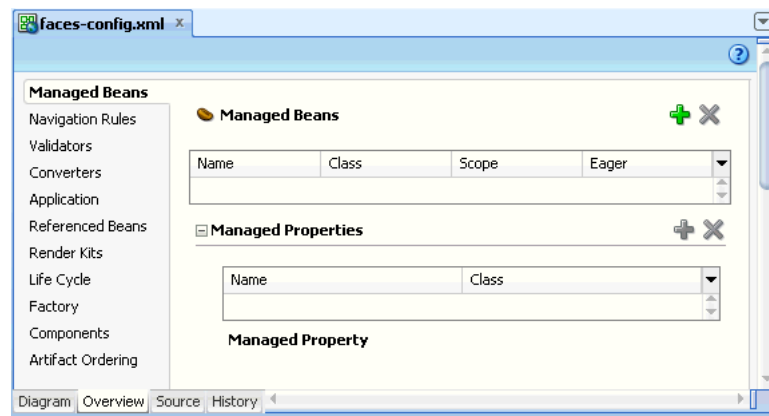 faces-config.xml x
?
Managed Beans
Navigation Rules
Validators
Converters
Application
Referenced Beans
Render Kits
Life Cycle
Factory
Components
Artifact Ordering
Managed Beans
Name Class Scope Eager
Managed Properties
Name Class
Managed Property
Diagram Overview Source History